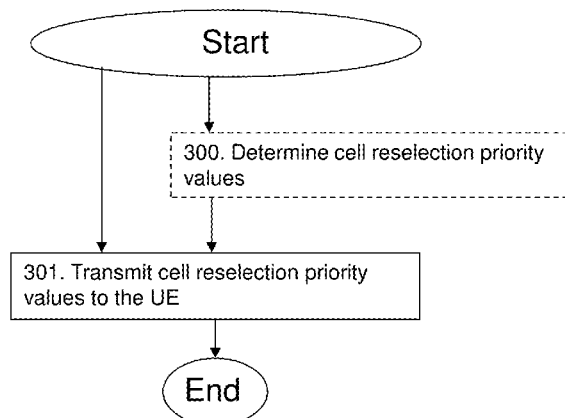 Start
300. Determine cell reselection priority
values
301. Transmit cell reselection priority
values to the UE
End